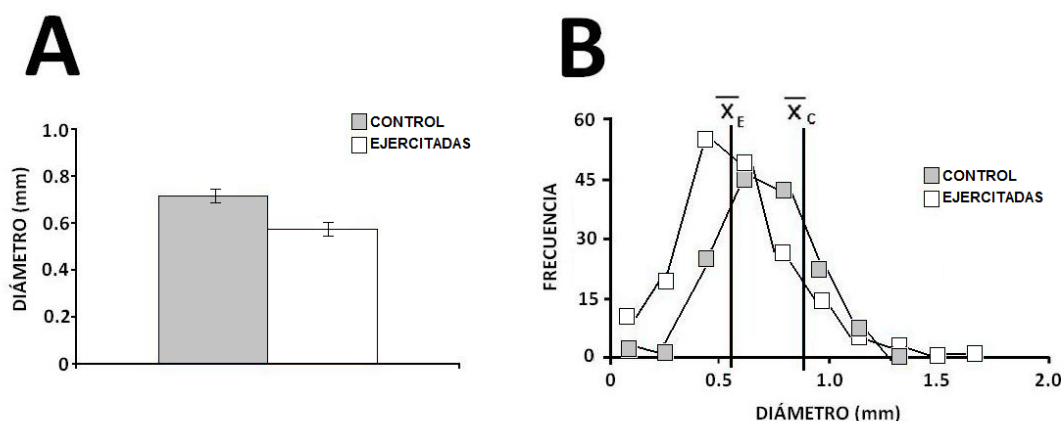 A
1.0
0.8
0.6
0.4
0.2
0
DIÁMETRO (mm)
CONTROL
EJERCITADAS
B
X̅ E
X̅ C
60
45
30
15
0
FRECUENCIA
CONTROL
EJERCITADAS
0 0.5 1.0 1.5 2.0
DIÁMETRO (mm)